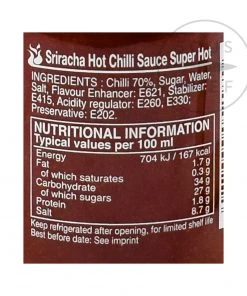 Sriracha Hot Chilli Sauce Super Hot
INGREDIENTS : Chilli 70%, Sugar, Water,
Salt, Flavour Enhancer: E621, Stabilizer:
E415, Acidity regulator: E260, E330;
Preservative: E202.
NUTRITIONAL INFORMATION
Typical values per 100 ml
Energy 704 kJ / 167 kcal
Fat 1.7 g
of which saturates 0.3 g
Carbohydrate 34 g
of which sugars 27 g
Protein 1.8 g
Salt 8.7 g
Keep refrigerated after opening, for limited shelf life
Best before date: See imprint